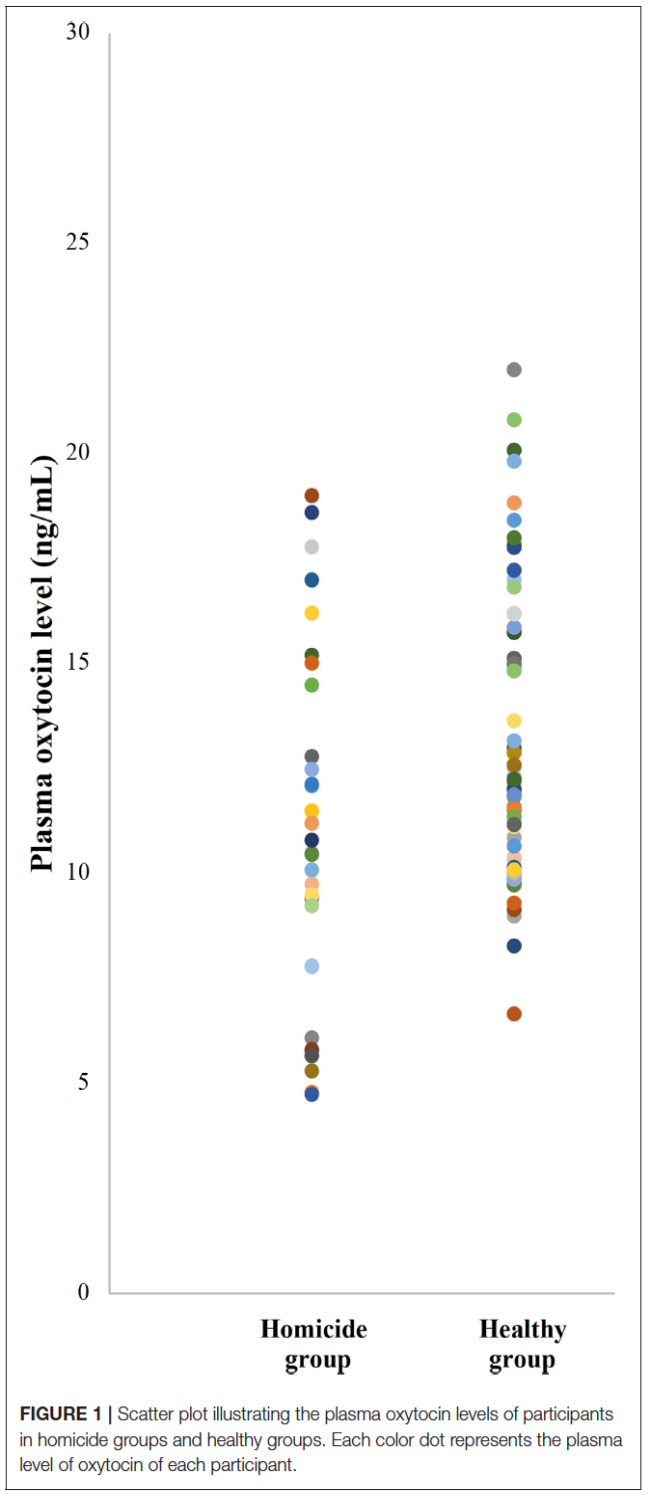 30
25
20
15
10
5
0
Plasma oxytocin level (ng/mL)
Homicide
group
Healthy
group
FIGURE 1 | Scatter plot illustrating the plasma oxytocin levels of participants
in homicide groups and healthy groups. Each color dot represents the plasma
level of oxytocin of each participant.